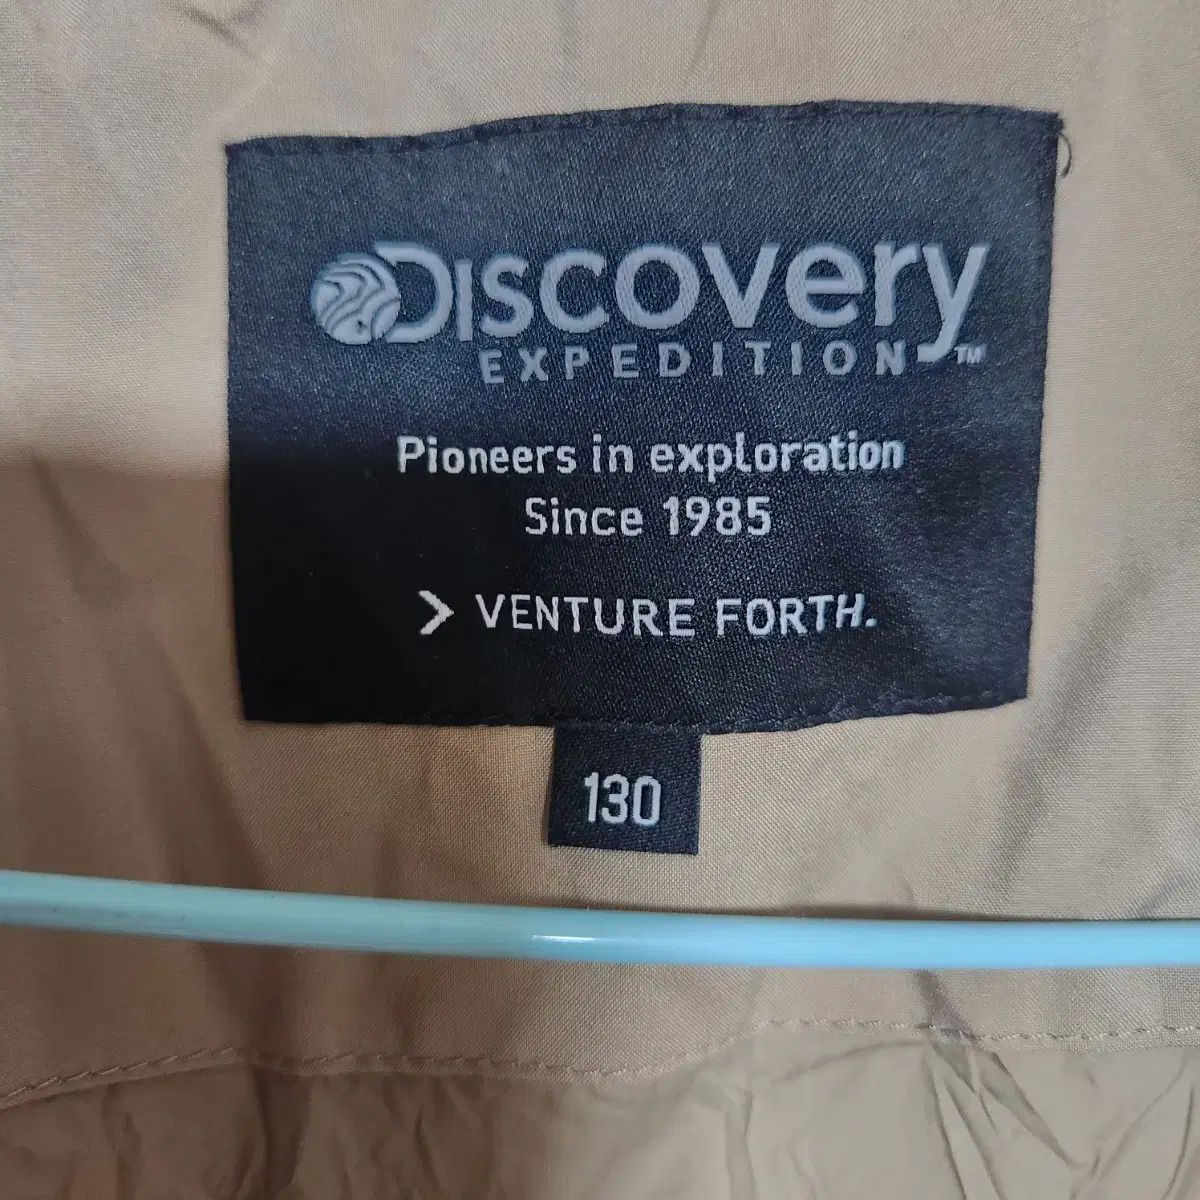 DISCOVERY
EXPEDITION™
Pioneers in exploration
Since 1985
> VENTURE FORTH.
130